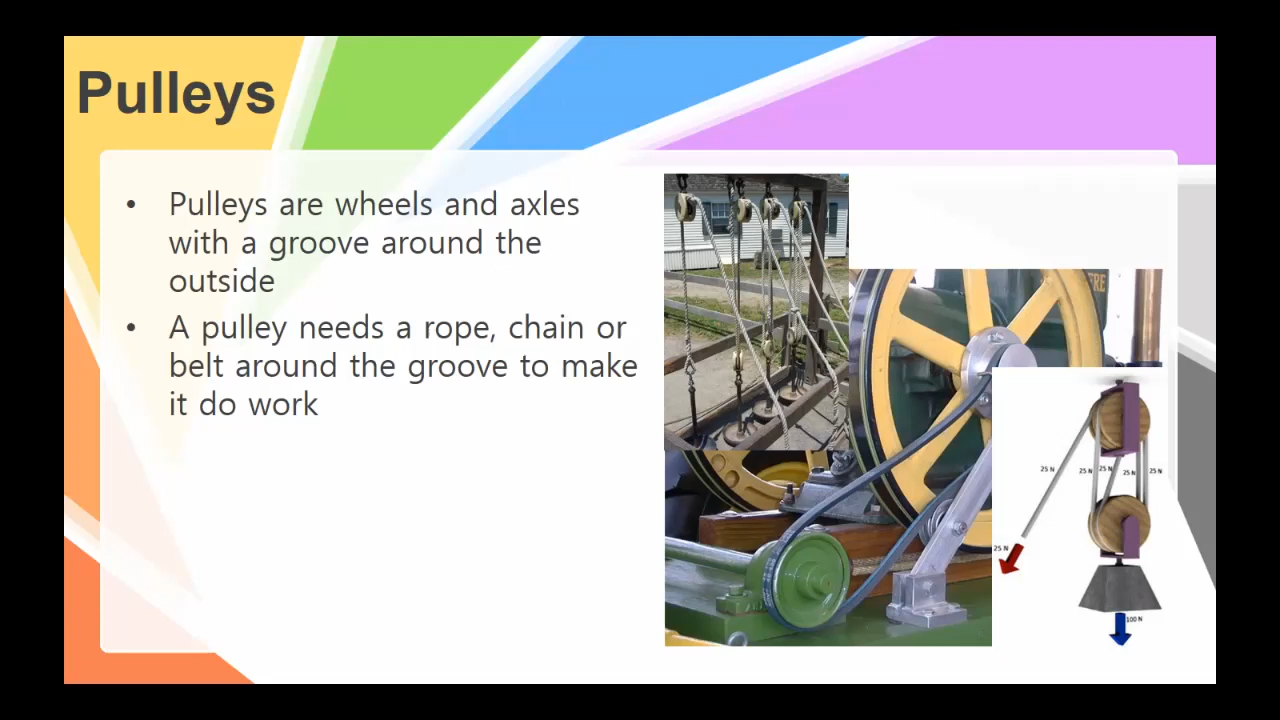 Pulleys
• Pulleys are wheels and axles
with a groove around the
outside
• A pulley needs a rope, chain or
belt around the groove to make
it do work
ERE
25 N
25 N
25 N
25 N
25 N
25 N
100 N